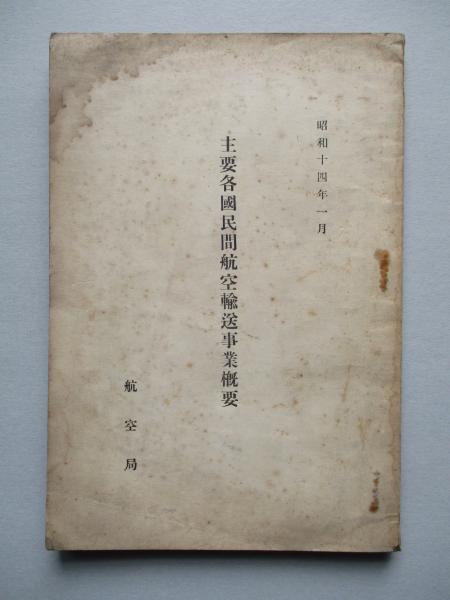 昭和十四年一月
主要各國民間航空輸送事業概要
航空局